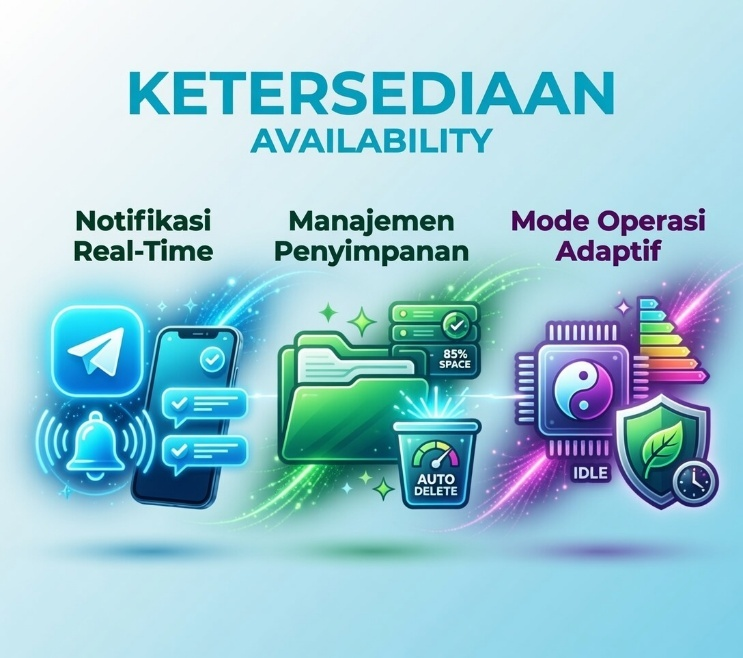 KETERSEDIAAN
AVAILABILITY
Notifikasi
Real-Time
Manajemen
Penyimpanan
Mode Operasi
Adaptif
85%
SPACE
AUTO
DELETE
IDLE